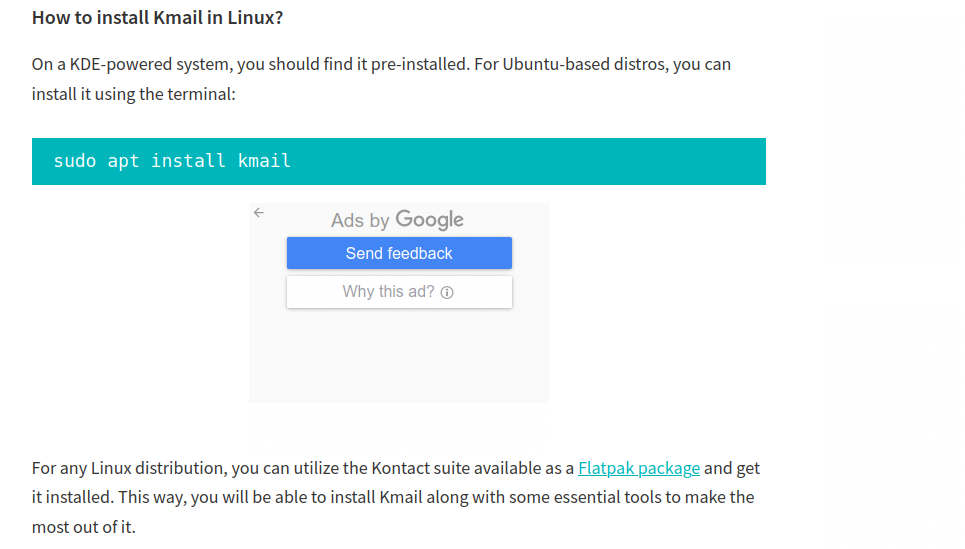 How to install Kmail in Linux?
On a KDE-powered system, you should find it pre-installed. For Ubuntu-based distros, you can
install it using the terminal:
sudo apt install kmail
Ads by Google
Send feedback
Why this ad?
For any Linux distribution, you can utilize the Kontact suite available as a Flatpak package and get
it installed. This way, you will be able to install Kmail along with some essential tools to make the
most out of it.